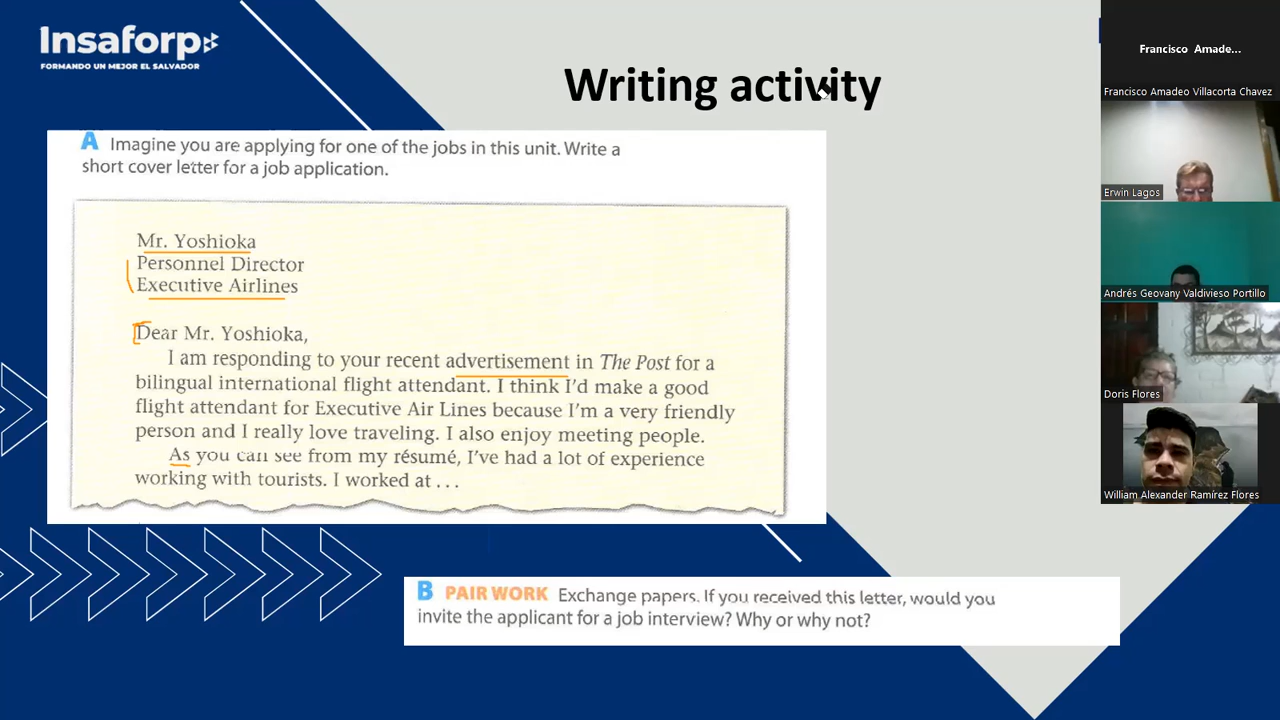 Insaforp
FORMANDO UN MEJOR EL SALVADOR
Writing activity
A Imagine you are applying for one of the jobs in this unit. Write a
short cover letter for a job application.
Mr. Yoshioka
Personnel Director
Executive Airlines
Dear Mr. Yoshioka,
I am responding to your recent advertisement in The Post for a
bilingual international flight attendant. I think I'd make a good
flight attendant for Executive Air Lines because I'm a very friendly
person and I really love traveling. I also enjoy meeting people.
As you can see from my résumé, I've had a lot of experience
working with tourists. I worked at . . .
B PAIR WORK Exchange papers. If you received this letter, would you
invite the applicant for a job interview? Why or why not?
Francisco Amade...
Francisco Amadeo Villacorta Chavez
Erwin Lagos
Andrés Geovany Valdivieso Portillo
Doris Flores
William Alexander Ramírez Flores